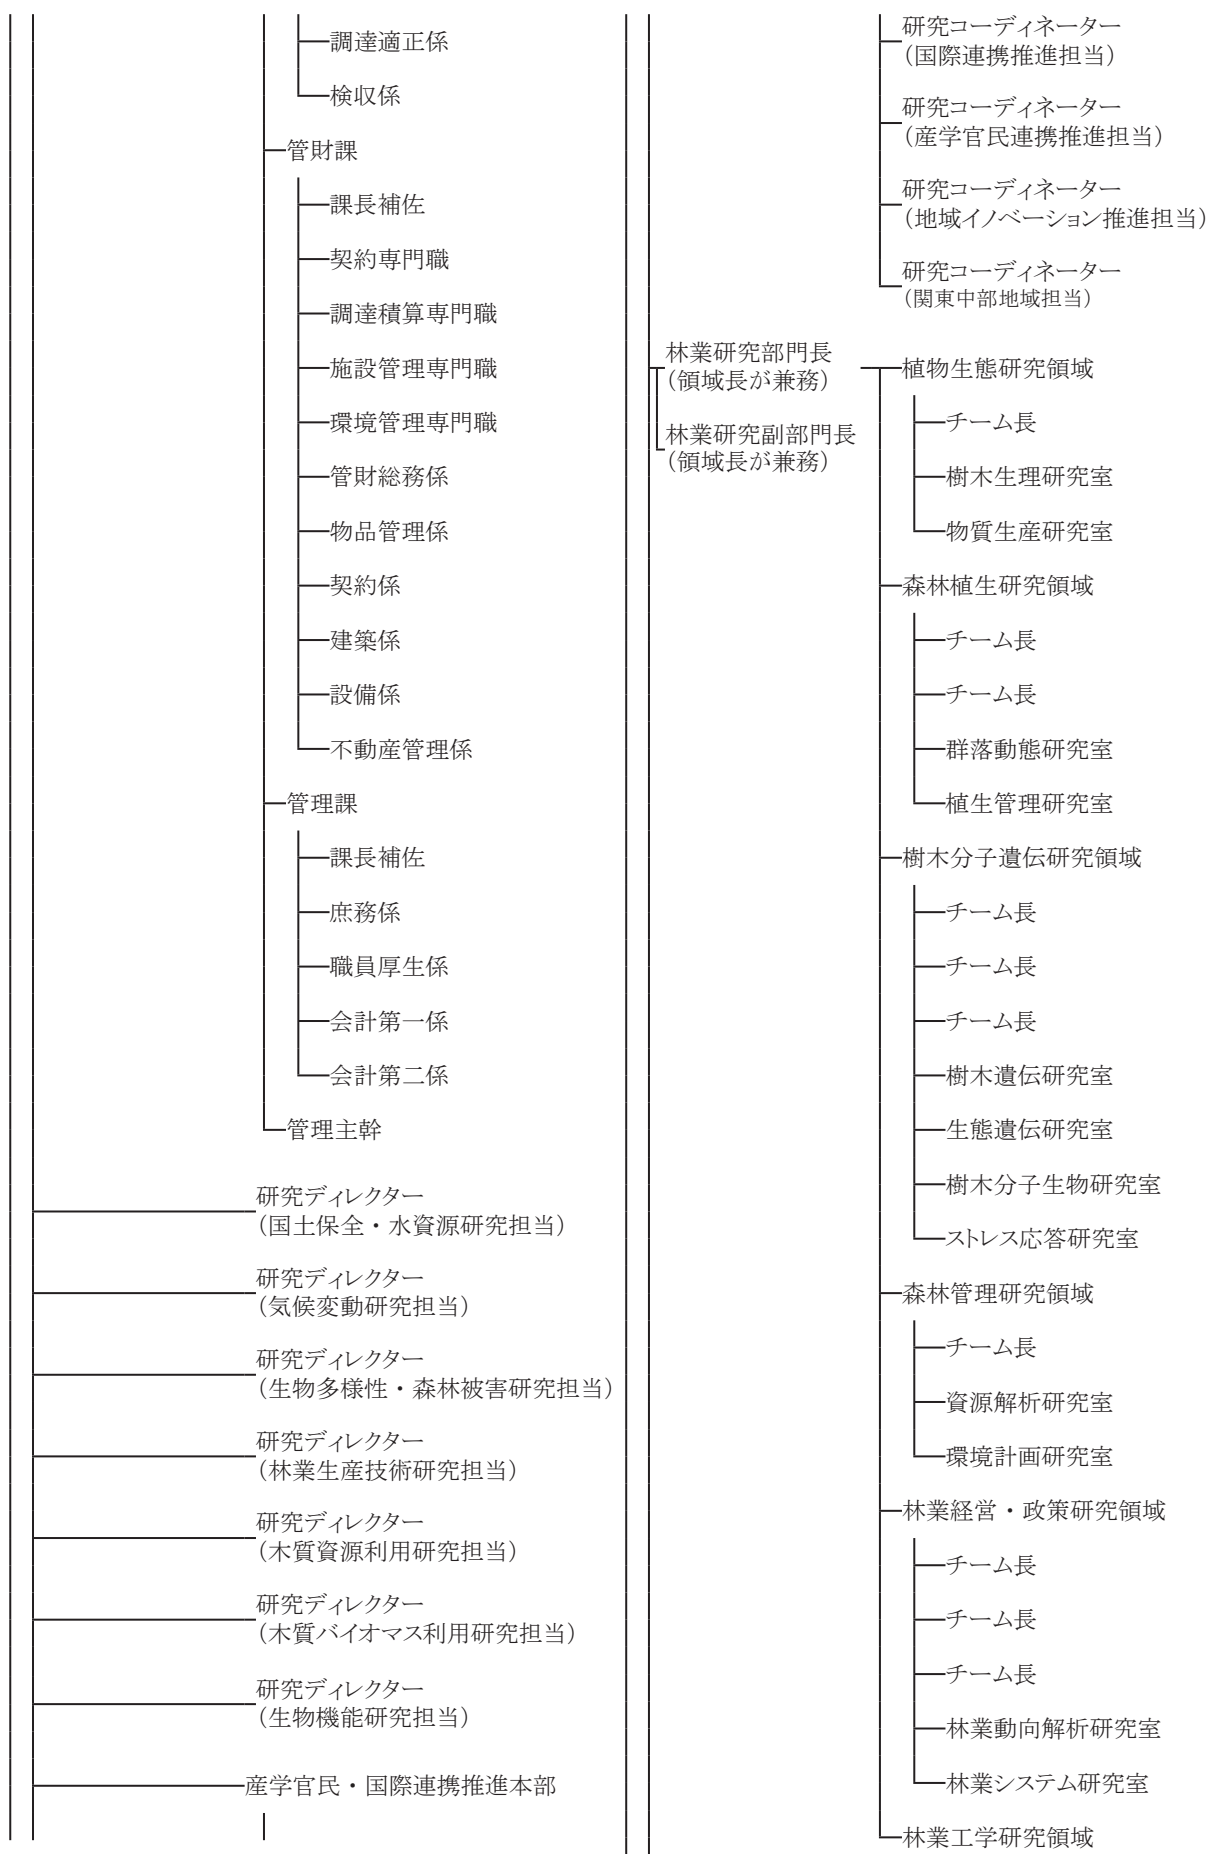 調達適正係
検収係
管財課
課長補佐
契約専門職
調達積算専門職
施設管理専門職
環境管理専門職
管財総務係
物品管理係
契約係
建築係
設備係
不動産管理係
管理課
課長補佐
庶務係
職員厚生係
会計第一係
会計第二係
管理主幹
研究ディレクター
（国土保全・水資源研究担当）
研究ディレクター
（気候変動研究担当）
研究ディレクター
（生物多様性・森林被害研究担当）
研究ディレクター
（林業生産技術研究担当）
研究ディレクター
（木質資源利用研究担当）
研究ディレクター
（木質バイオマス利用研究担当）
研究ディレクター
（生物機能研究担当）
産学官民・国際連携推進本部
研究コーディネーター
（国際連携推進担当）
研究コーディネーター
（産学官民連携推進担当）
研究コーディネーター
（地域イノベーション推進担当）
研究コーディネーター
（関東中部地域担当）
林業研究部門長
（領域長が兼務）
林業研究副部門長
（領域長が兼務）
植物生態研究領域
チーム長
樹木生理研究室
物質生産研究室
森林植生研究領域
チーム長
チーム長
群落動態研究室
植生管理研究室
樹木分子遺伝研究領域
チーム長
チーム長
チーム長
樹木遺伝研究室
生態遺伝研究室
樹木分子生物研究室
ストレス応答研究室
森林管理研究領域
チーム長
資源解析研究室
環境計画研究室
林業経営・政策研究領域
チーム長
チーム長
チーム長
林業動向解析研究室
林業システム研究室
林業工学研究領域